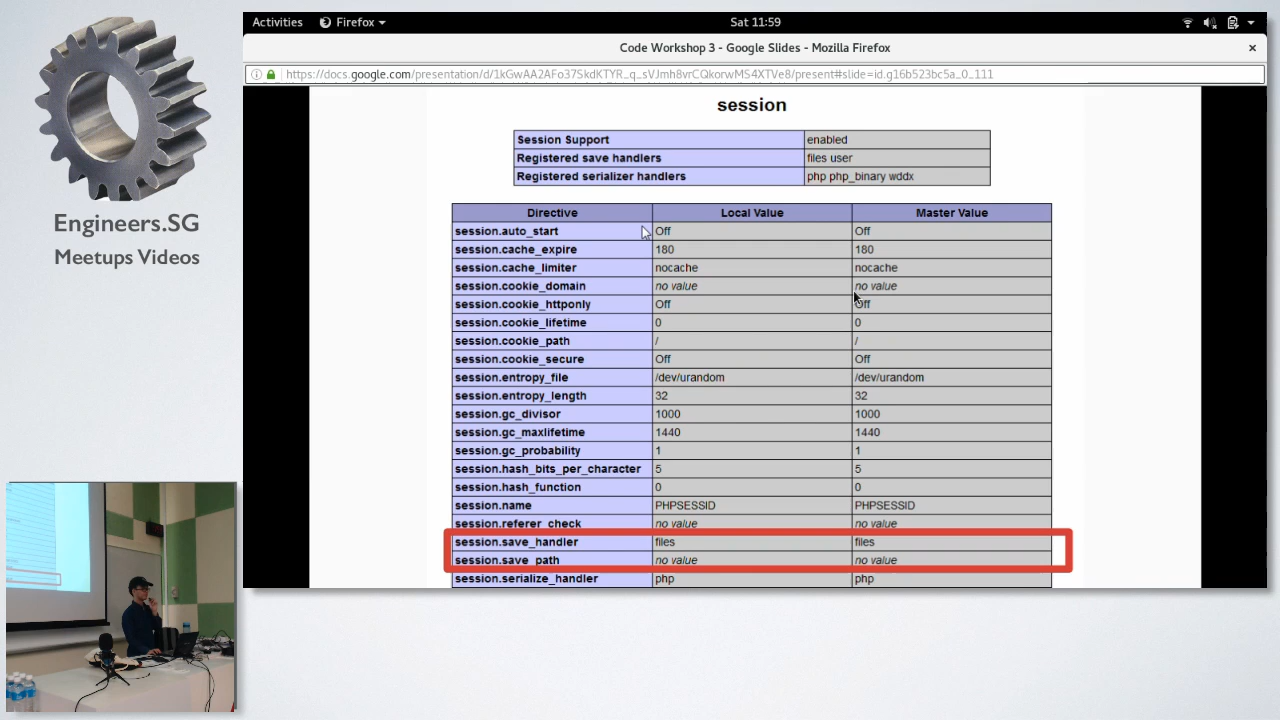 Activities Firefox Sat 11:59
Code Workshop 3 - Google Slides - Mozilla Firefox ×
https://docs.google.com/presentation/d/1kGwAA2AFo37SkdKTYR_q_sVJmh8vrCQkorwMS4XTVe8/present#slide=id.g16b523bc5a_0_111
Engineers.SG
Meetups Videos
session
Session Support enabled
Registered save handlers files user
Registered serializer handlers php php_binary wddx
Directive Local Value Master Value
session.auto_start Off Off
session.cache_expire 180 180
session.cache_limiter nocache nocache
session.cookie_domain no value no value
session.cookie_httponly Off Off
session.cookie_lifetime 0 0
session.cookie_path / /
session.cookie_secure Off Off
session.entropy_file /dev/urandom /dev/urandom
session.entropy_length 32 32
session.gc_divisor 1000 1000
session.gc_maxlifetime 1440 1440
session.gc_probability 1 1
session.hash_bits_per_character 5 5
session.hash_function 0 0
session.name PHPSESSID PHPSESSID
session.referer_check no value no value
session.save_handler files files
session.save_path no value no value
session.serialize_handler php php